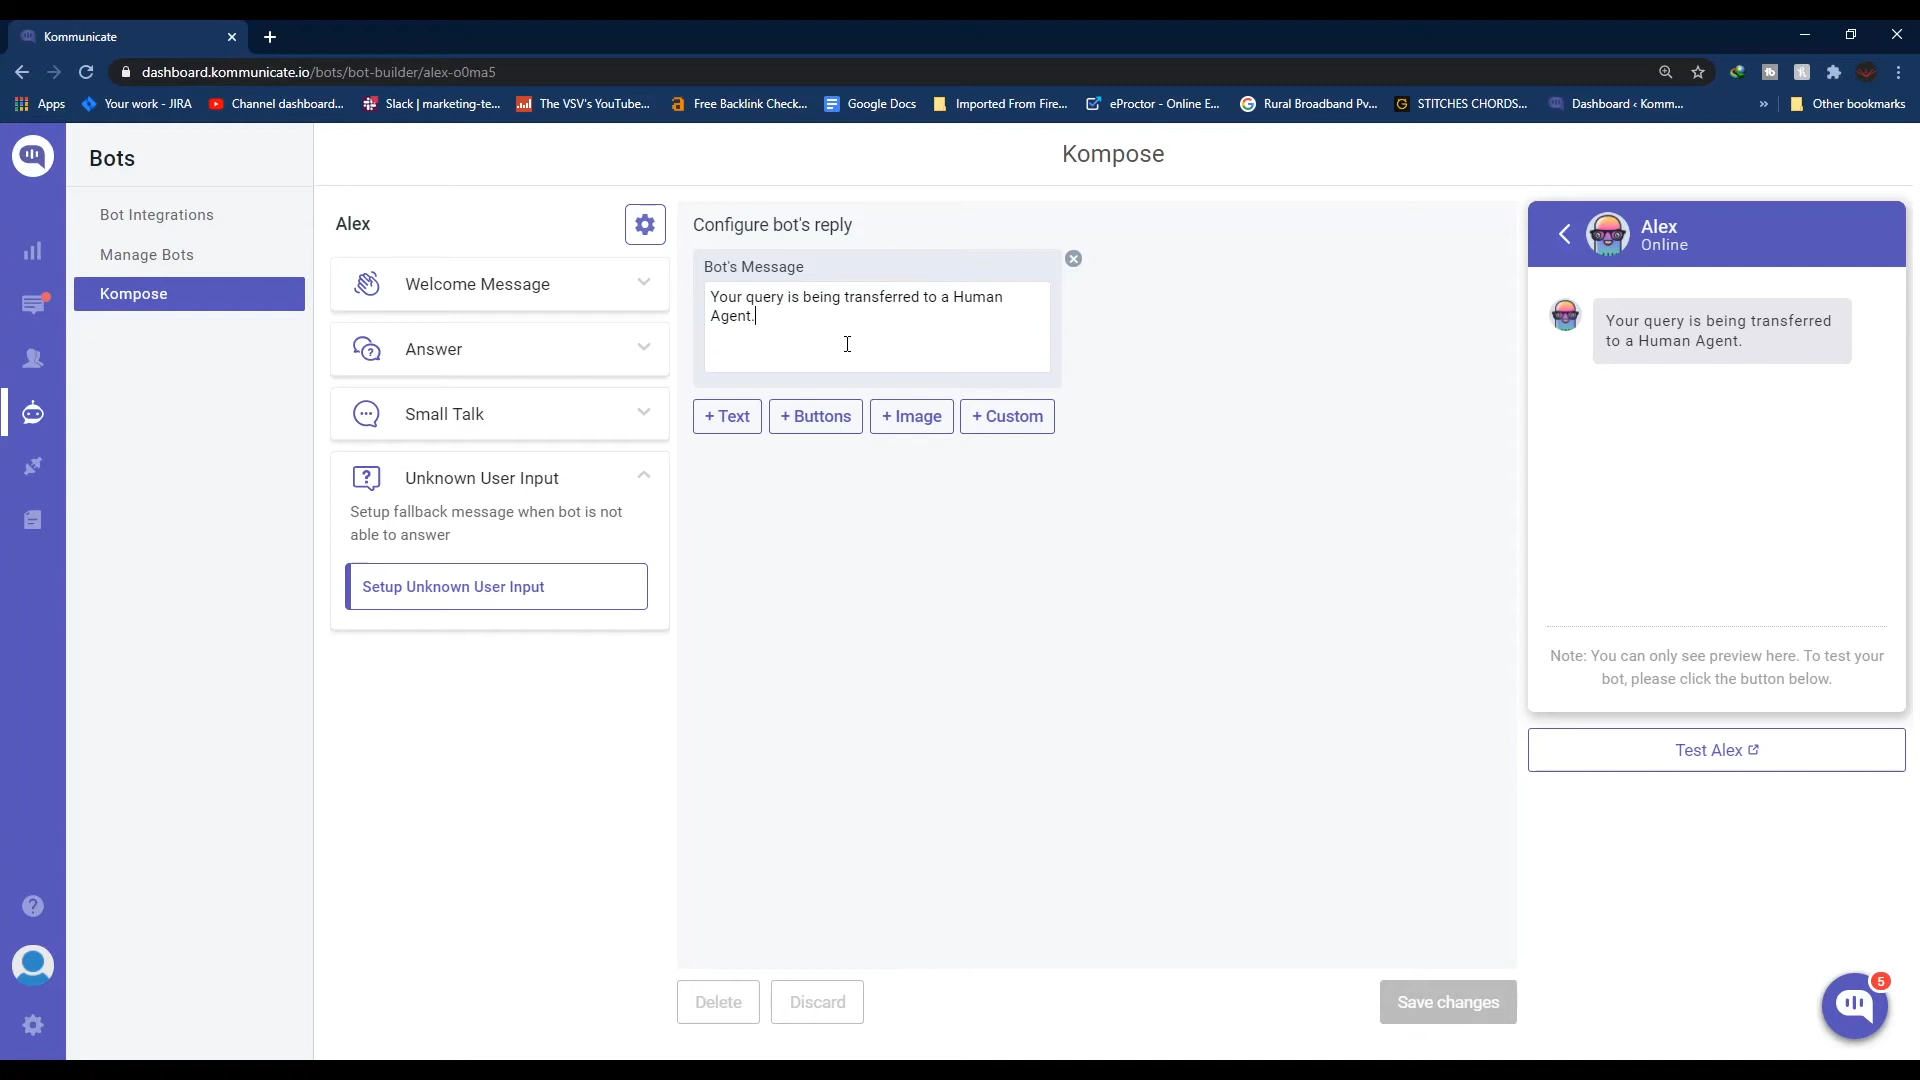 Kommunicate
dashboard.kommunicate.io/bots/bot-builder/alex-o0ma5
Apps
Your work - JIRA
Channel dashboard...
Slack | marketing-te...
The VSV's YouTube...
Free Backlink Check...
Google Docs
Imported From Fire...
eProctor - Online E...
Rural Broadband Pv...
STITCHES CHORDS...
Dashboard ‹ Komm...
»
Other bookmarks
Bots
Bot Integrations
Manage Bots
Kompose
Kompose
Alex
Welcome Message
Answer
Small Talk
Unknown User Input
Setup fallback message when bot is not
able to answer
Setup Unknown User Input
Configure bot's reply
Bot's Message
Your query is being transferred to a Human
Agent.
+ Text
+ Buttons
+ Image
+ Custom
Delete
Discard
Save changes
Alex
Online
Your query is being transferred
to a Human Agent.
Note: You can only see preview here. To test your
bot, please click the button below.
Test Alex
5